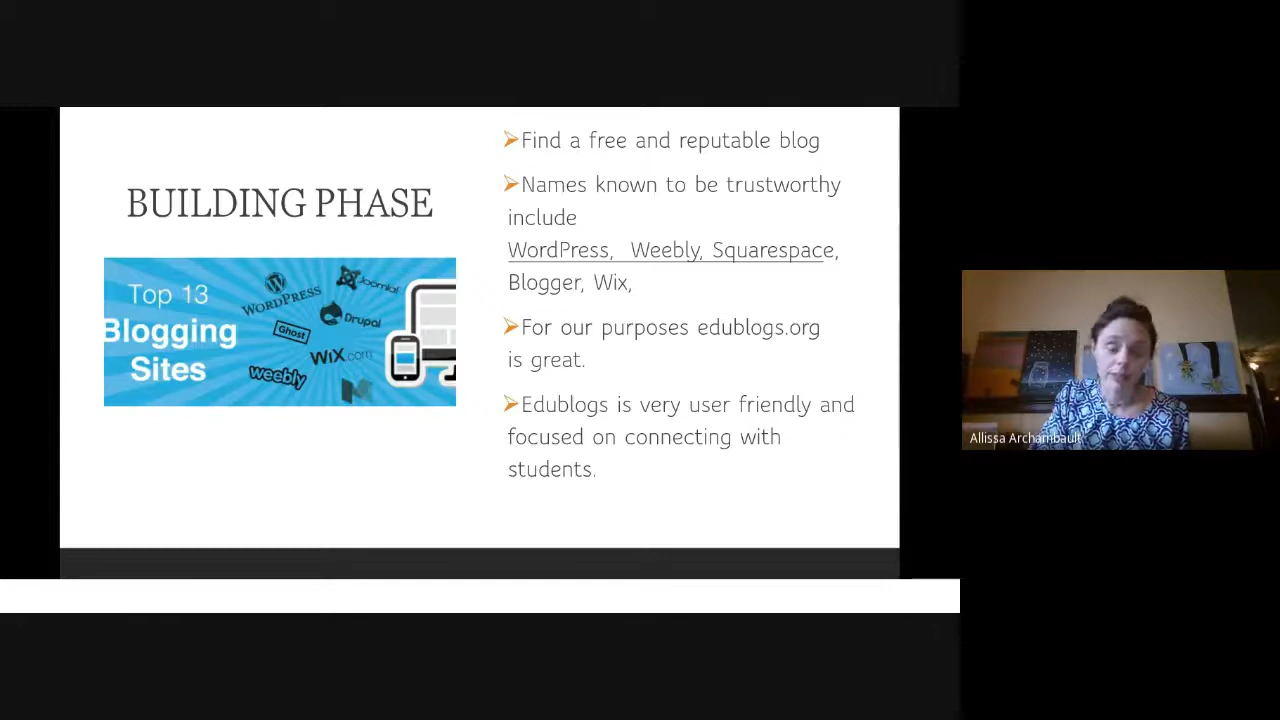 BUILDING PHASE
Top 13
Blogging
Sites
WORDPRESS
Joomla!
Ghost
Drupal
WIX.com
weebly
Find a free and reputable blog
Names known to be trustworthy
include
WordPress, Weebly, Squarespace,
Blogger, Wix,
For our purposes edublogs.org
is great.
Edublogs is very user friendly and
focused on connecting with
students.
Allissa Archambault